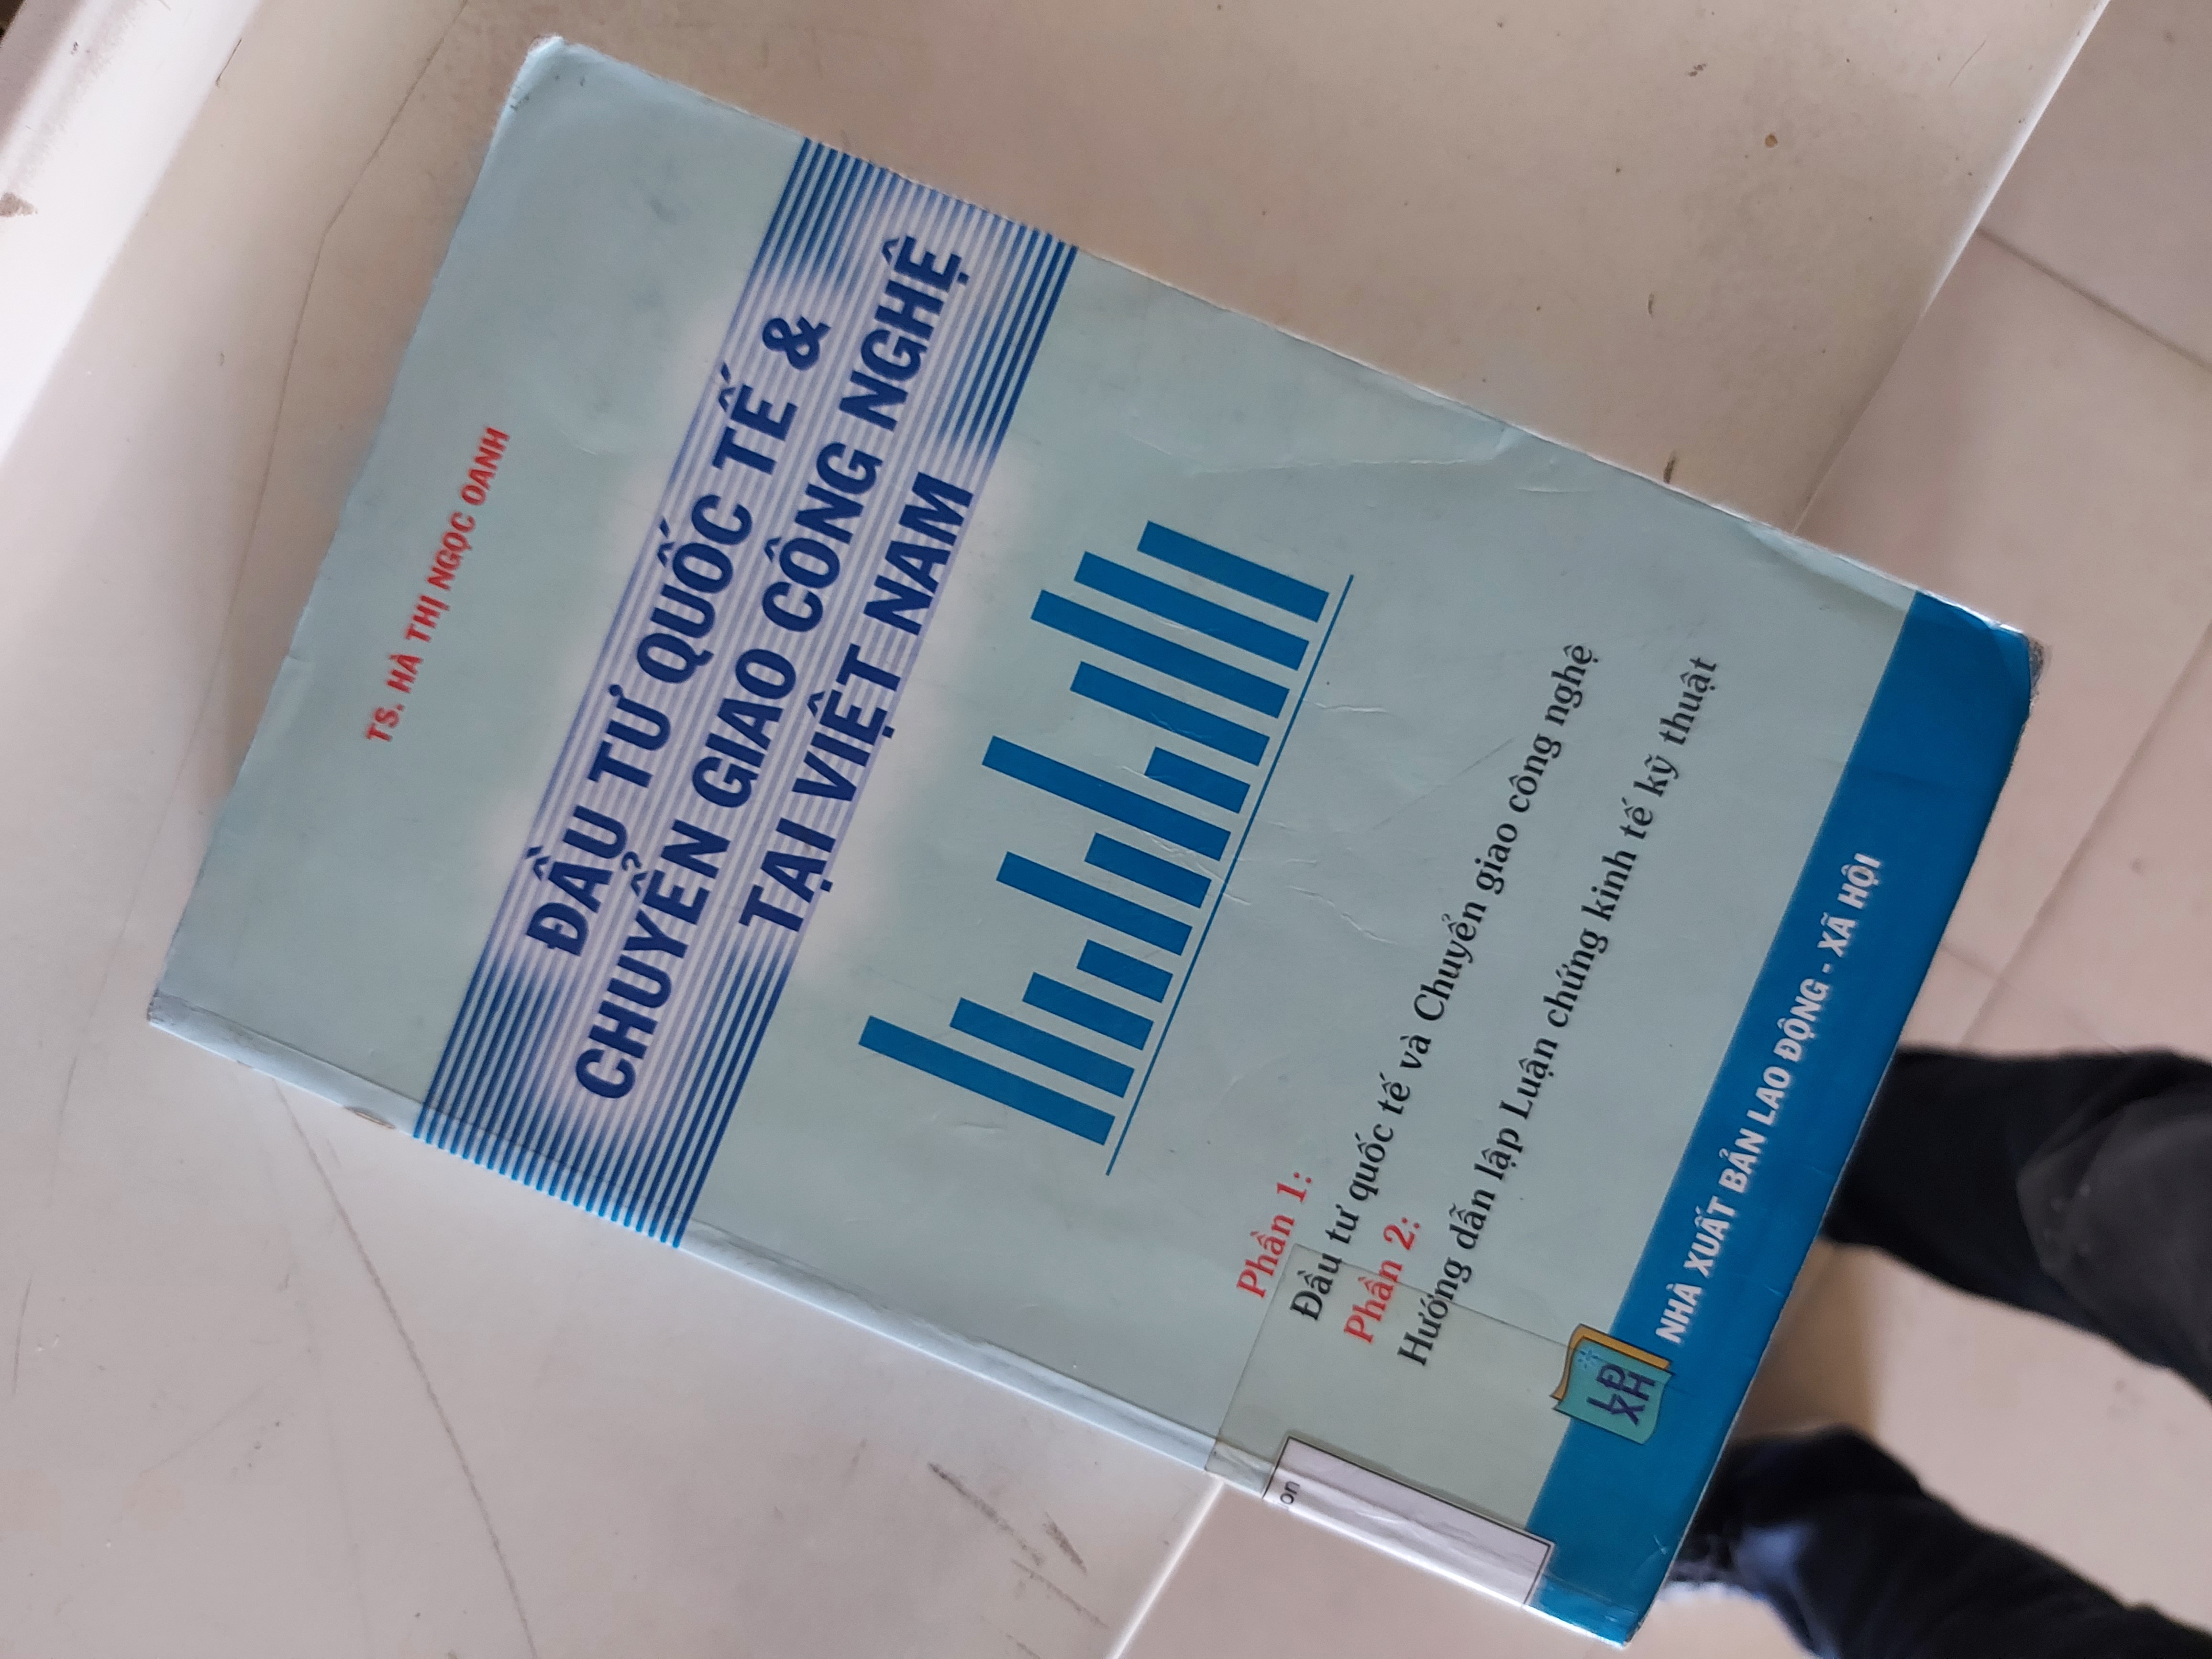 TS. HÀ THỊ NGỌC OANH
ĐẦU TƯ QUỐC TẾ &
CHUYỂN GIAO CÔNG NGHỆ
TẠI VIỆT NAM
Phần 1:
Đầu tư quốc tế và Chuyển giao công nghệ
Phần 2:
Hướng dẫn lập Luận chứng kinh tế kỹ thuật
LĐ
XH
NHÀ XUẤT BẢN LAO ĐỘNG - XÃ HỘI